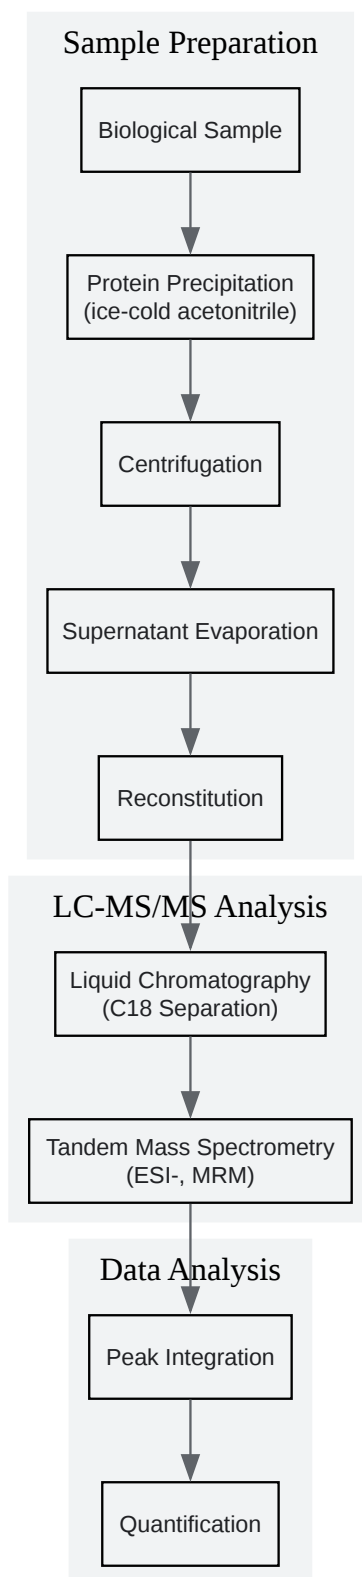 Sample Preparation
Biological Sample
Protein Precipitation
(ice-cold acetonitrile)
Centrifugation
Supernatant Evaporation
Reconstitution
LC-MS/MS Analysis
Liquid Chromatography
(C18 Separation)
Tandem Mass Spectrometry
(ESI-, MRM)
Data Analysis
Peak Integration
Quantification